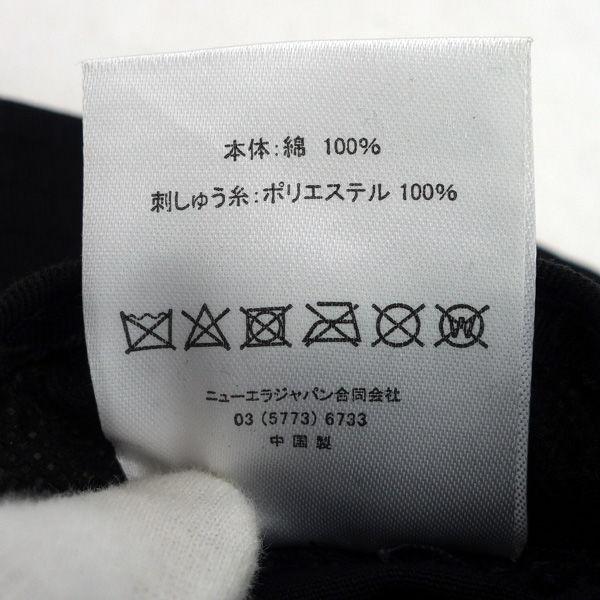 本体:綿 100%
刺しゅう糸:ポリエステル 100%
W
ニューエラジャパン合同会社
03 (5773) 6733
中国製